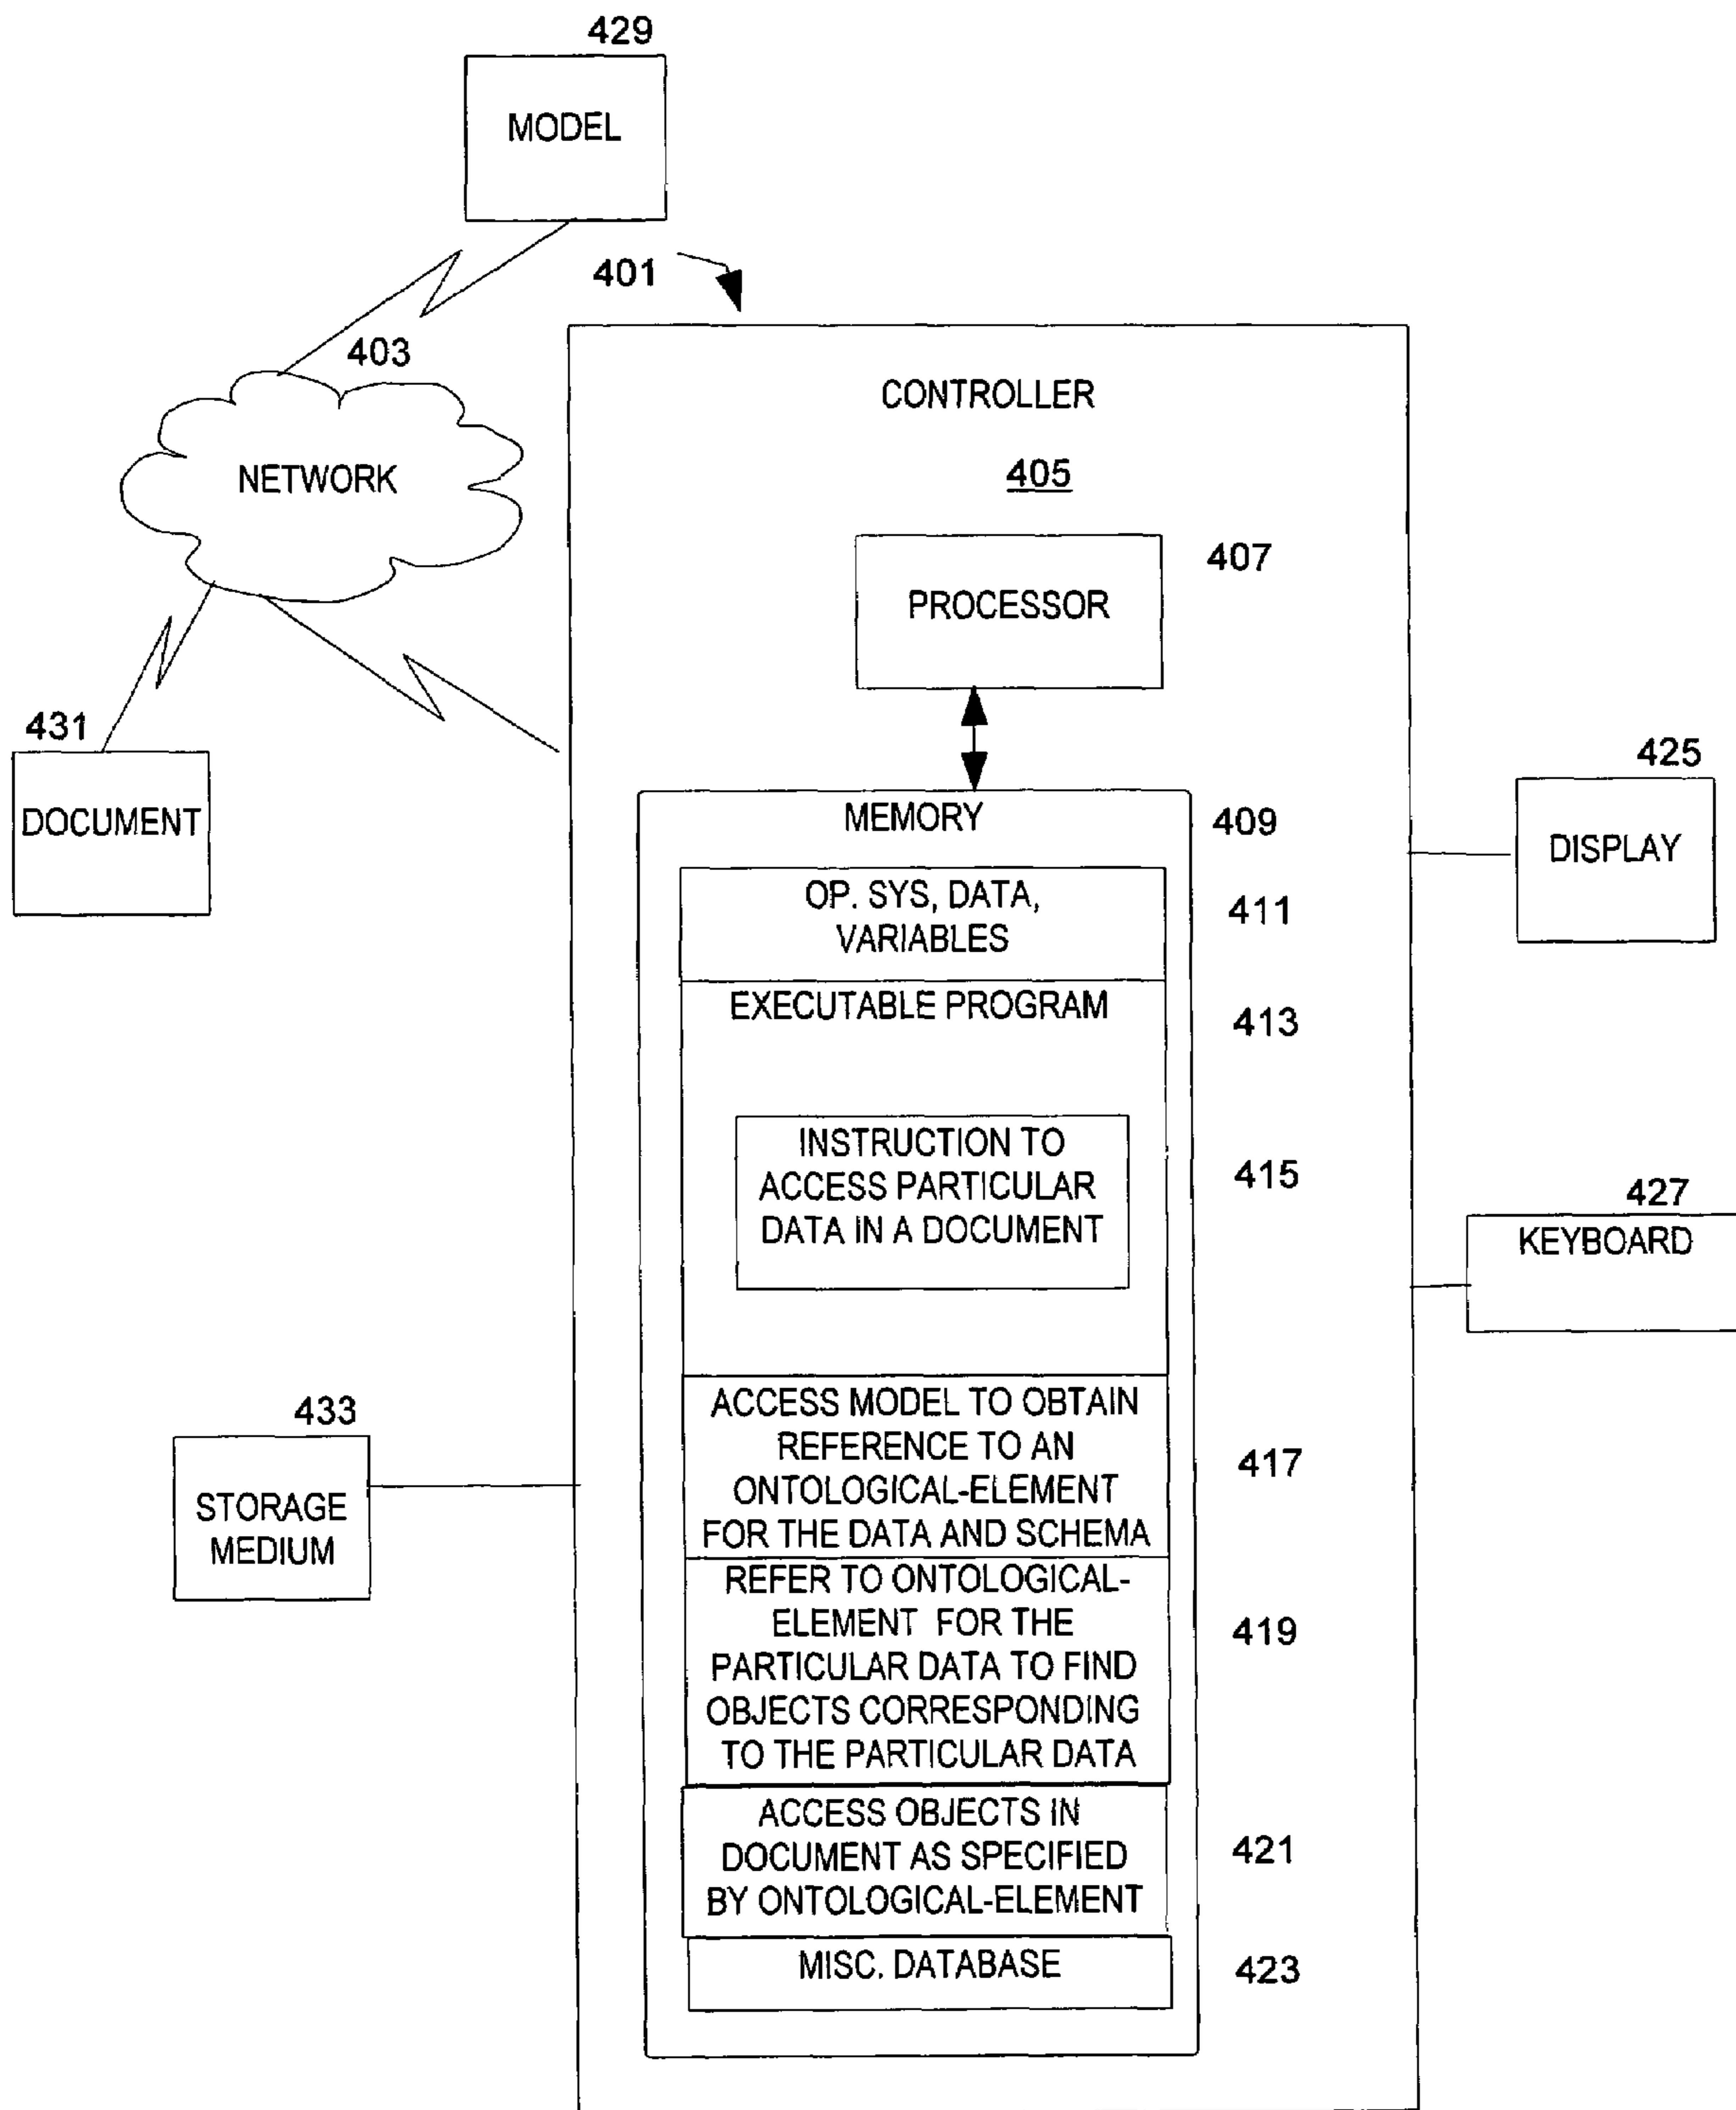 429
MODEL
401
403
NETWORK
CONTROLLER
405
407
PROCESSOR
431
DOCUMENT
MEMORY
409
425
DISPLAY
OP. SYS, DATA,
VARIABLES
411
EXECUTABLE PROGRAM
413
INSTRUCTION TO
ACCESS PARTICULAR
DATA IN A DOCUMENT
415
427
KEYBOARD
433
STORAGE
MEDIUM
ACCESS MODEL TO OBTAIN
REFERENCE TO AN
ONTOLOGICAL-ELEMENT
FOR THE DATA AND SCHEMA
417
REFER TO ONTOLOGICAL-
ELEMENT FOR THE
PARTICULAR DATA TO FIND
OBJECTS CORRESPONDING
TO THE PARTICULAR DATA
419
ACCESS OBJECTS IN
DOCUMENT AS SPECIFIED
BY ONTOLOGICAL-ELEMENT
421
MISC. DATABASE
423